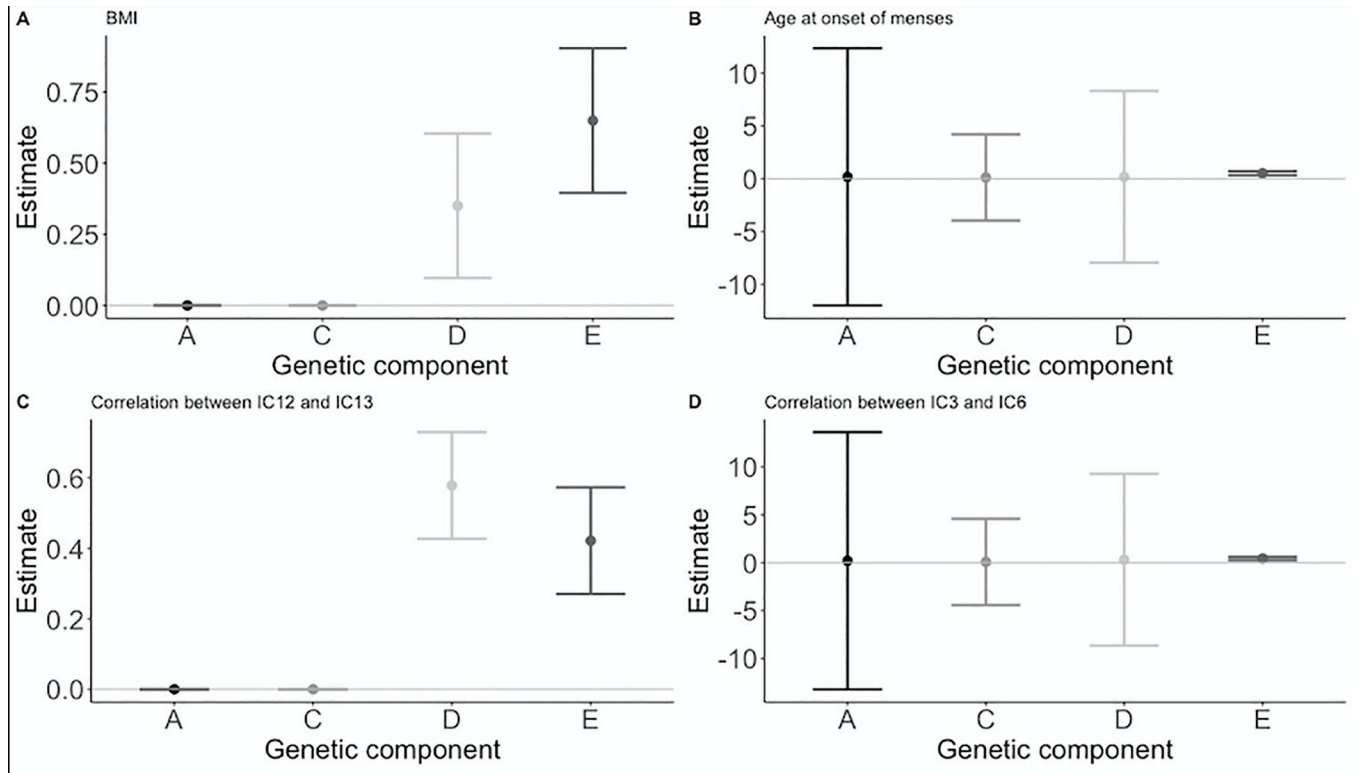 A BMI
Estimate
0.75
0.50
0.25
0.00
A C D E
Genetic component
B Age at onset of menses
Estimate
10
5
0
-5
-10
A C D E
Genetic component
C Correlation between IC12 and IC13
Estimate
0.6
0.4
0.2
0.0
A C D E
Genetic component
D Correlation between IC3 and IC6
Estimate
10
5
0
-5
-10
A C D E
Genetic component